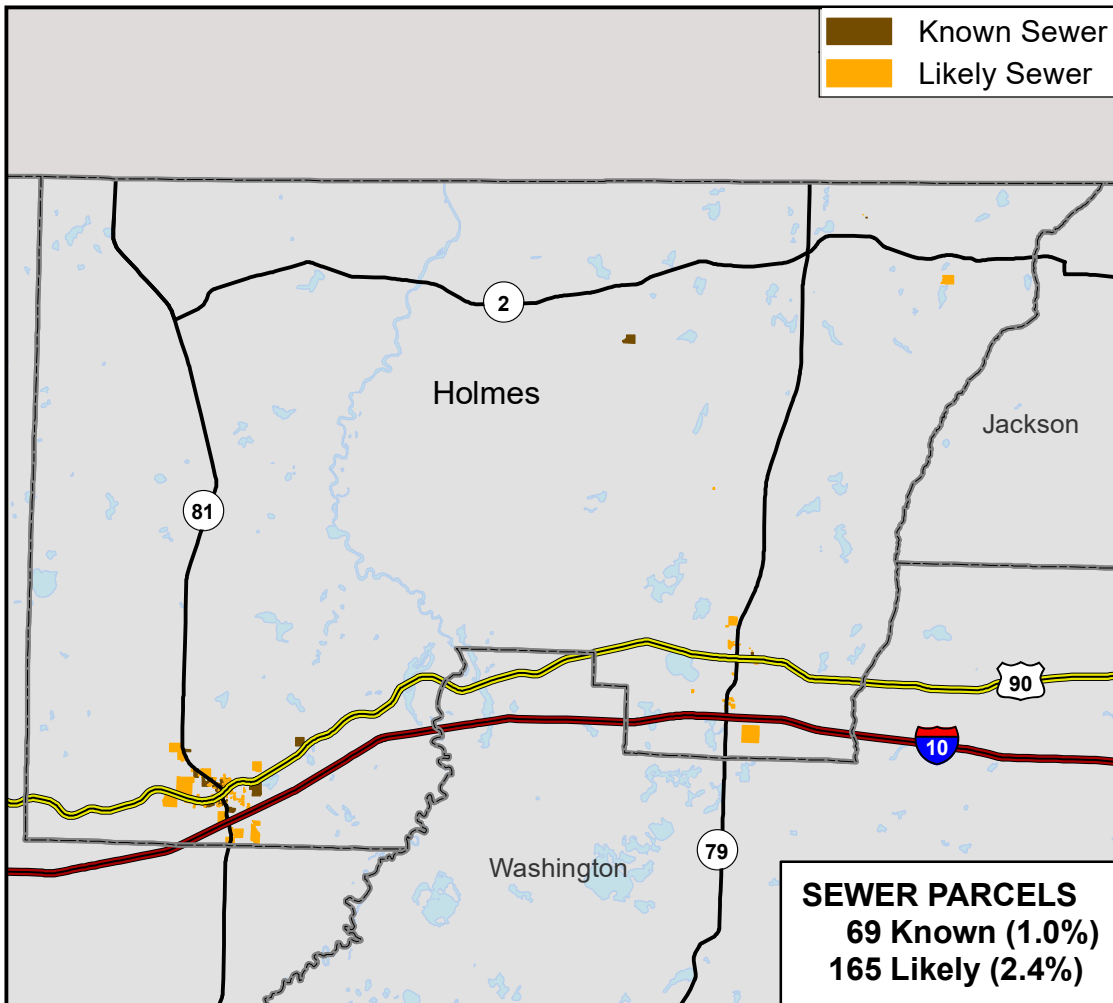 Known Sewer
Likely Sewer
2
Holmes
Jackson
81
90
10
79
Washington
SEWER PARCELS
69 Known (1.0%)
165 Likely (2.4%)